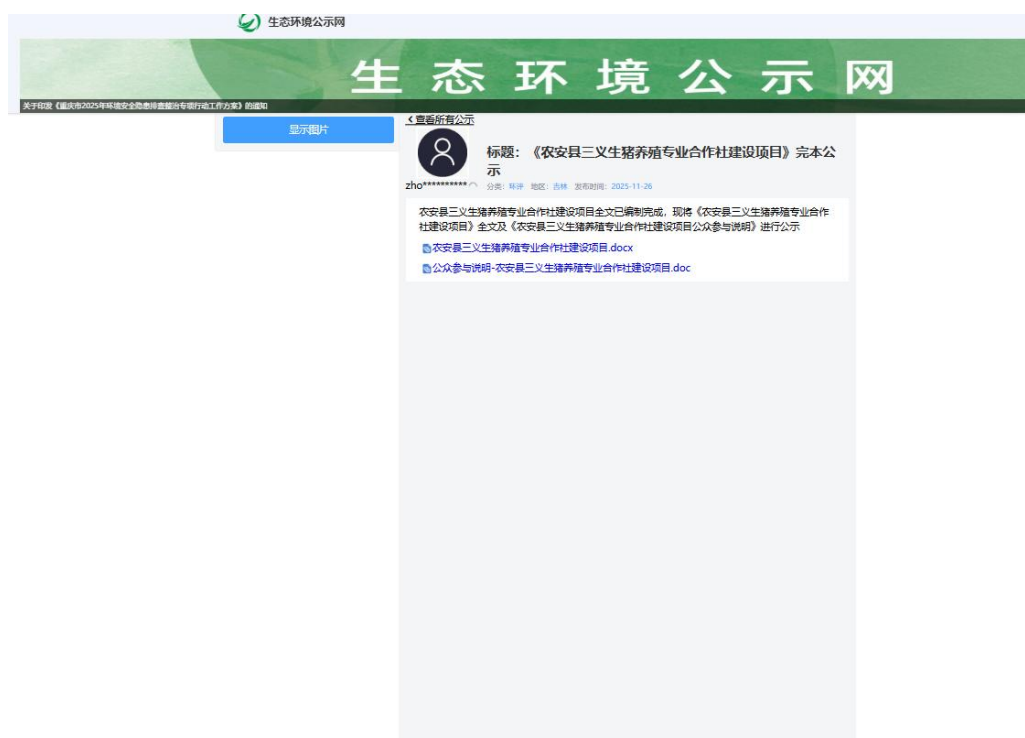 生态环境公示网
生态环境公示网
关于印发《重庆市2025年环境安全隐患排查整治专项行动工作方案》的通知
显示图片
<查看所有公示
标题：《农安县三义生猪养殖专业合作社建设项目》完本公
示
zho**********
分类：环评 地区：吉林 发布时间：2025-11-26
农安县三义生猪养殖专业合作社建设项目全文已编制完成，现将《农安县三义生猪养殖专业合作
社建设项目》全文及《农安县三义生猪养殖专业合作社建设项目公众参与说明》进行公示
农安县三义生猪养殖专业合作社建设项目.docx
公众参与说明-农安县三义生猪养殖专业合作社建设项目.doc